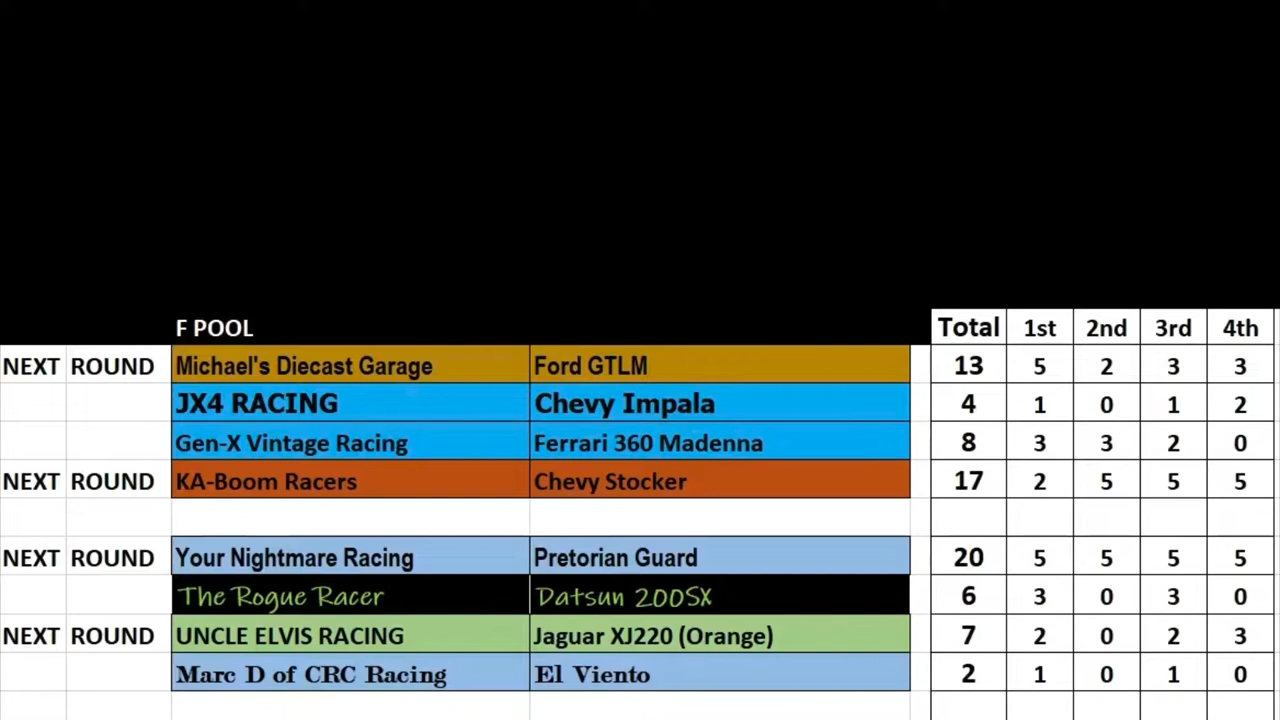 F POOL Total 1st 2nd 3rd 4th
NEXT ROUND Michael's Diecast Garage Ford GTLM 13 5 2 3 3
JX4 RACING Chevy Impala 4 1 0 1 2
Gen-X Vintage Racing Ferrari 360 Madenna 8 3 3 2 0
NEXT ROUND KA-Boom Racers Chevy Stocker 17 2 5 5 5
NEXT ROUND Your Nightmare Racing Pretorian Guard 20 5 5 5 5
The Rogue Racer Datsun 200SX 6 3 0 3 0
NEXT ROUND UNCLE ELVIS RACING Jaguar XJ220 (Orange) 7 2 0 2 3
Marc D of CRC Racing El Viento 2 1 0 1 0